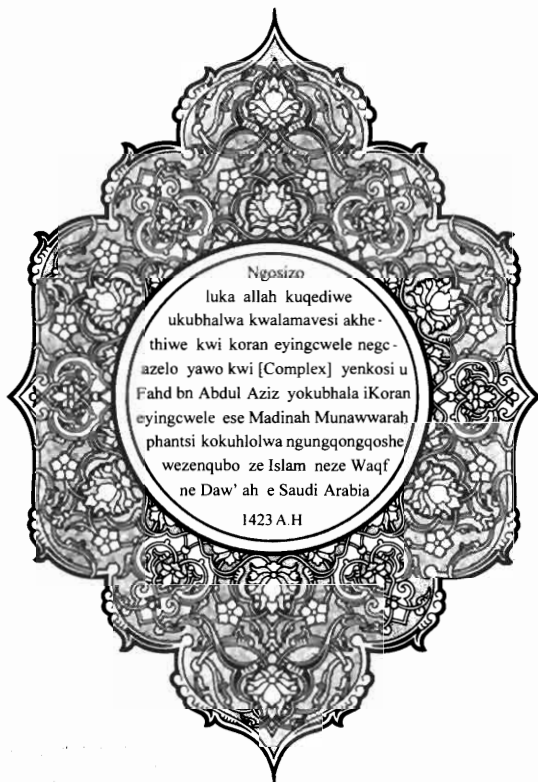 Ngosizo
luka allah kuqediwe
ukubhalwa kwalamavesi akhe-
thiwe kwi koran eyingcwele negc-
azelo yawo kwi [Complex] yenkosi u
Fahd bn Abdul Aziz yokubhala iKoran
eyingcwele ese Madinah Munawwarah
phantsi kokuhlolwa ngungqongqoshe
wezenqubo ze Islam neze Waqf
ne Daw' ah e Saudi Arabia
1423 A.H